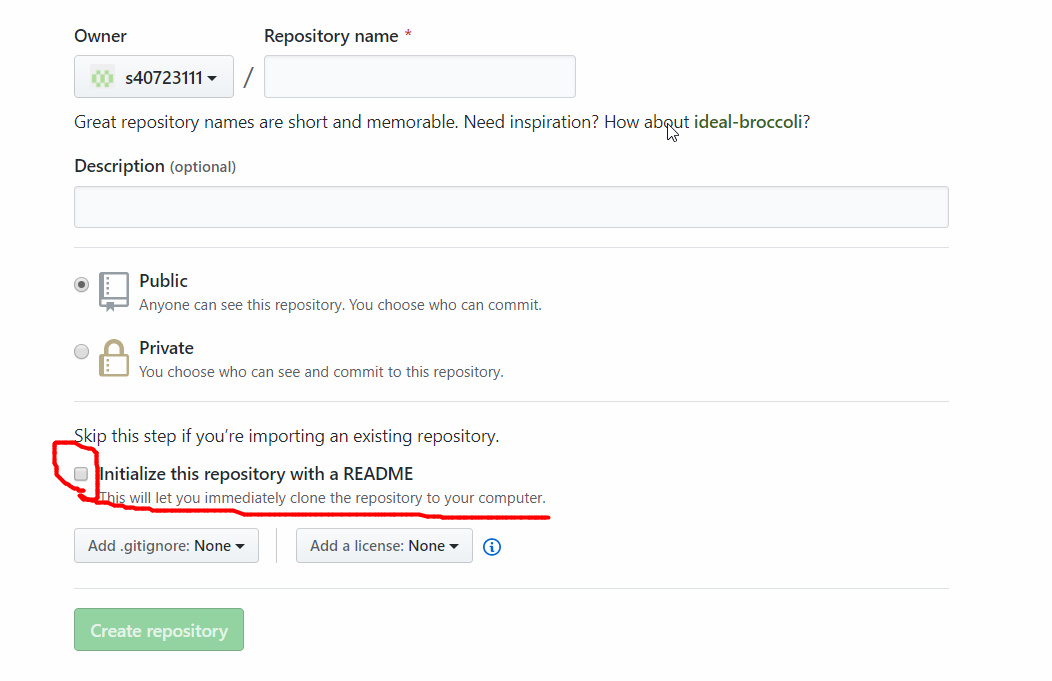 Owner Repository name *
s40723111 /
Great repository names are short and memorable. Need inspiration? How about ideal-broccoli?
Description (optional)
Public
Anyone can see this repository. You choose who can commit.
Private
You choose who can see and commit to this repository.
Skip this step if you’re importing an existing repository.
Initialize this repository with a README
This will let you immediately clone the repository to your computer.
Add .gitignore: None Add a license: None
Create repository